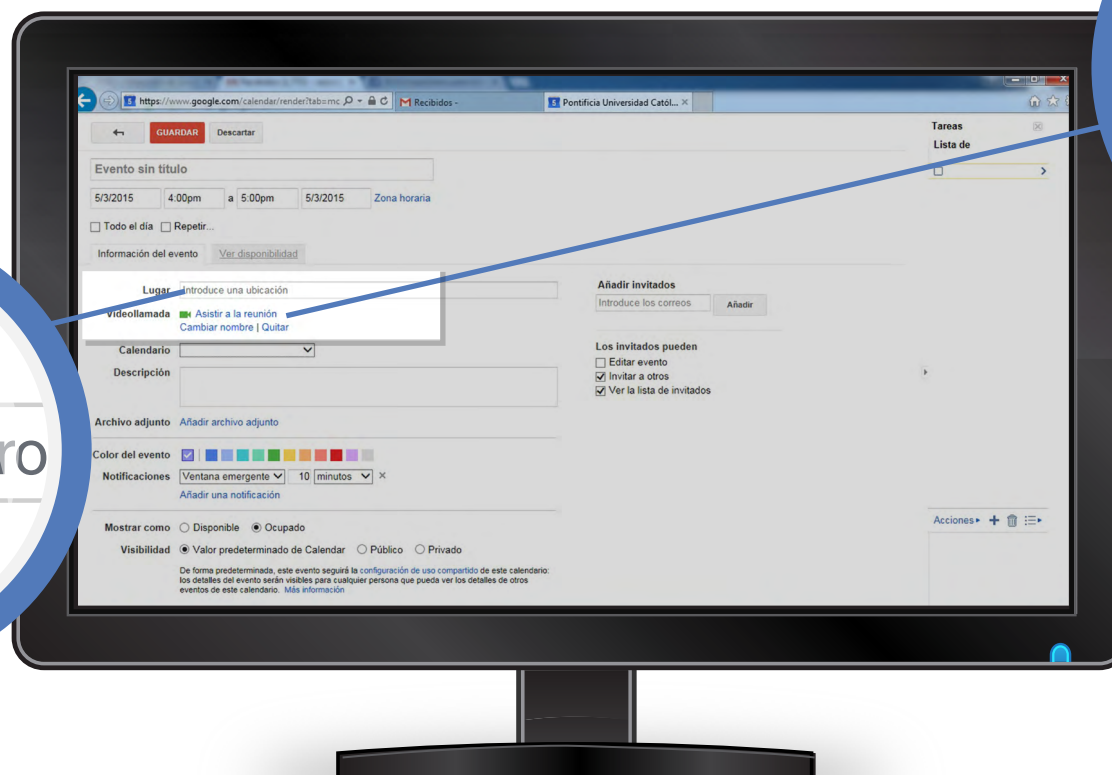 https://www.google.com/calendar/render?tab=mc
Recibidos -
Pontificia Universidad Catól...
GUARDAR
Descartar
Tareas
Lista de
Evento sin titulo
5/3/2015 4:00pm a 5:00pm 5/3/2015 Zona horaria
Todo el día Repetir...
Información del evento Ver disponibilidad
Lugar Introduce una ubicación
Videollamada Asistir a la reunión
Cambiar nombre | Quitar
Calendario
Descripción
Archivo adjunto Añadir archivo adjunto
Color del evento
Notificaciones Ventana emergente 10 minutos ×
Añadir una notificación
Mostrar como Disponible Ocupado
Visibilidad Valor predeterminado de Calendar Público Privado
De forma predeterminada, este evento seguirá la configuración de uso compartido de este calendario:
los detalles del evento serán visibles para cualquier persona que pueda ver los detalles de otros
eventos de este calendario. Más información
Añadir invitados
Introduce los correos Añadir
Los invitados pueden
Editar evento
Invitar a otros
Ver la lista de invitados
Acciones
ro